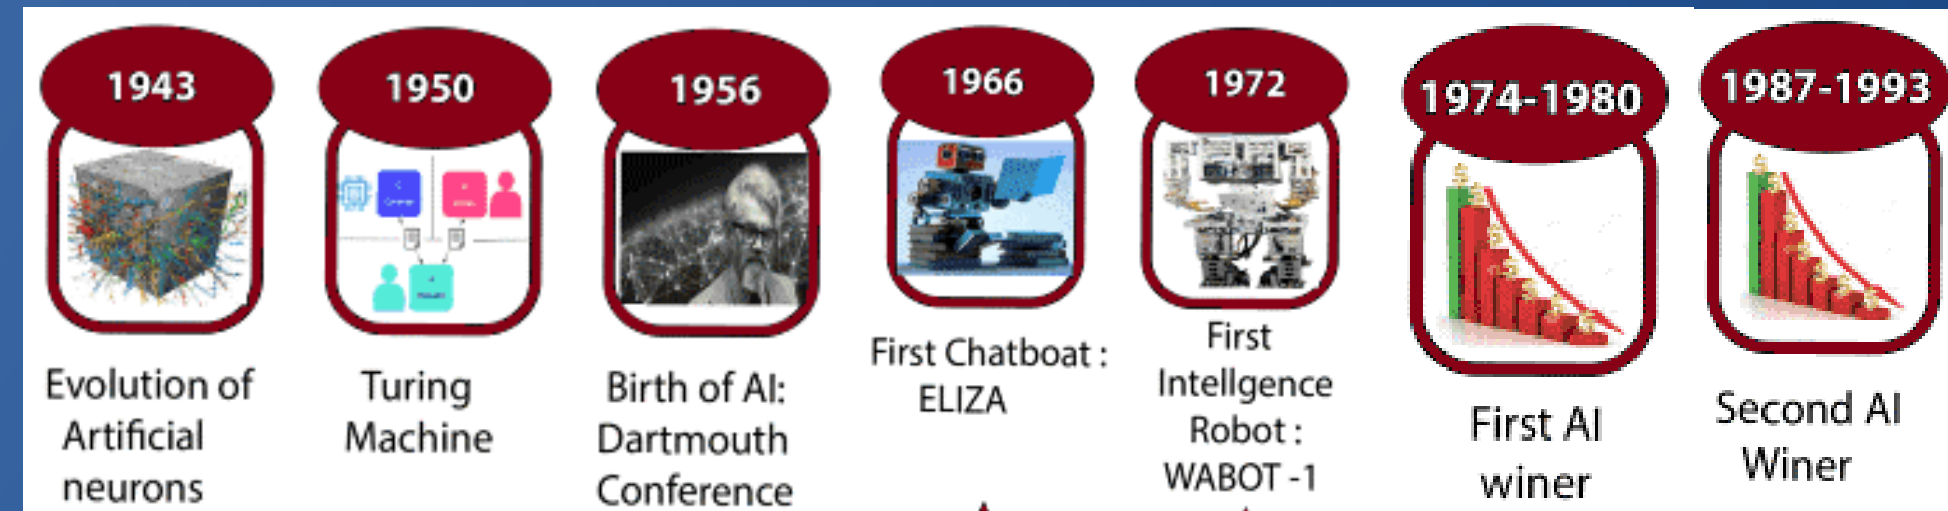 1943
Evolution of
Artificial
neurons
1950
Turing
Machine
1956
Birth of AI:
Dartmouth
Conference
1966
First Chatboat :
ELIZA
1972
First
Intellgence
Robot :
WABOT -1
1974-1980
First AI
winer
1987-1993
Second AI
Winer